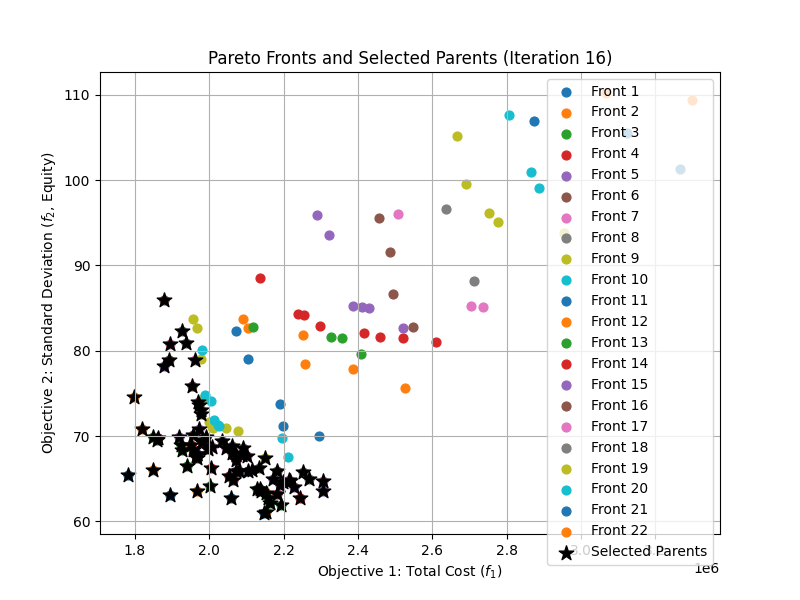 Pareto Fronts and Selected Parents (Iteration 16)
Objective 2: Standard Deviation (f₂, Equity)
110
100
90
80
70
60
Front 1
Front 2
Front 3
Front 4
Front 5
Front 6
Front 7
Front 8
Front 9
Front 10
Front 11
Front 12
Front 13
Front 14
Front 15
Front 16
Front 17
Front 18
Front 19
Front 20
Front 21
Front 22
Selected Parents
1.8 2.0 2.2 2.4 2.6 2.8 3.0
1e6
Objective 1: Total Cost (f₁)